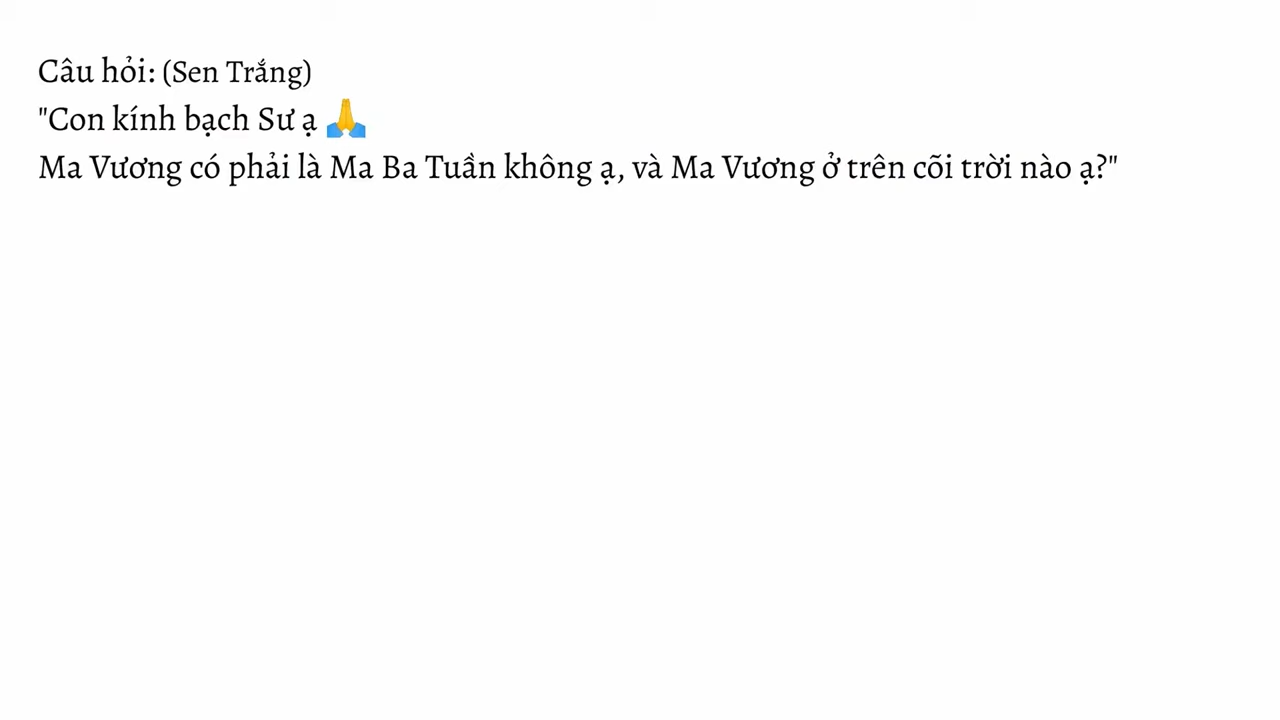 Câu hỏi: (Sen Trắng)
"Con kính bạch Sư ạ 🙏
Ma Vương có phải là Ma Ba Tuần không ạ, và Ma Vương ở trên cõi trời nào ạ?"